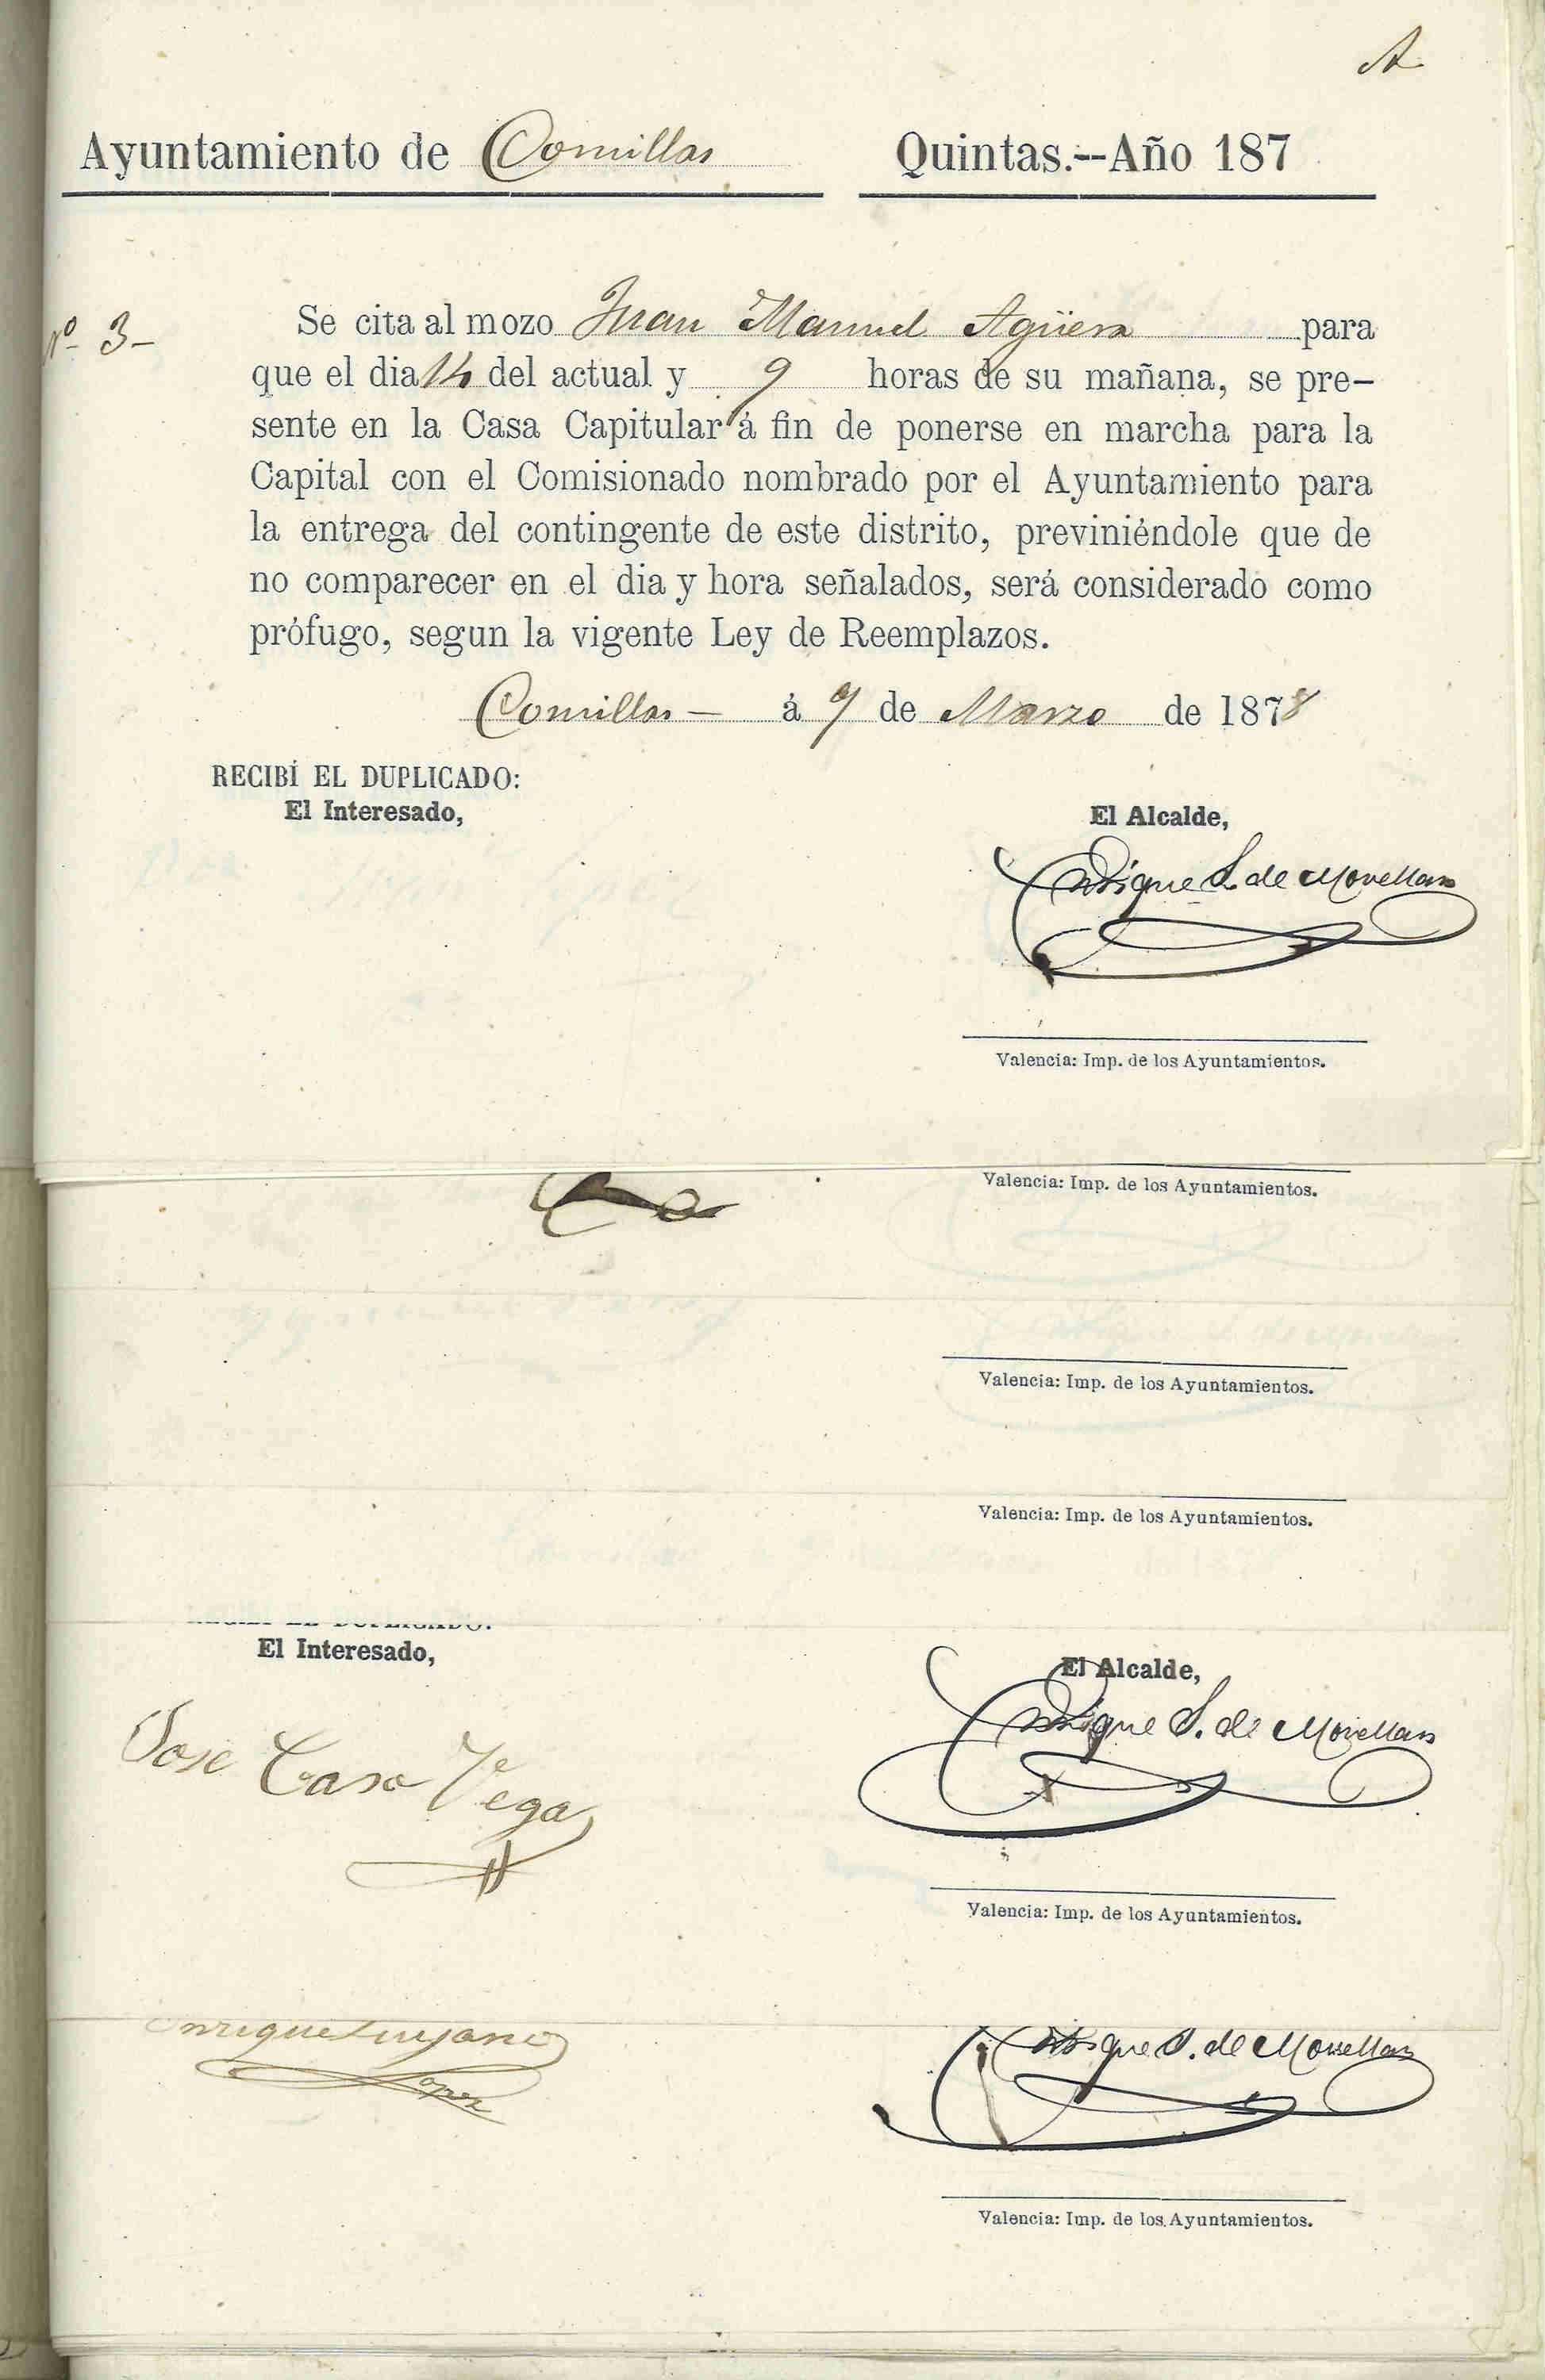 A
Ayuntamiento de Comillas Quintas.--Año 187
Nº 3-
Se cita al mozo Juan Manuel Agüera para
que el dia 14 del actual y 9 horas de su mañana, se pre-
sente en la Casa Capitular á fin de ponerse en marcha para la
Capital con el Comisionado nombrado por el Ayuntamiento para
la entrega del contingente de este distrito, previniéndole que de
no comparecer en el dia y hora señalados, será considerado como
prófugo, segun la vigente Ley de Reemplazos.
Comillas - á 9 de Marzo de 1878
RECIBÍ EL DUPLICADO:
El Interesado,
El Alcalde,
Enrique S. de Movellan
Valencia: Imp. de los Ayuntamientos.
Valencia: Imp. de los Ayuntamientos.
Valencia: Imp. de los Ayuntamientos.
Valencia: Imp. de los Ayuntamientos.
El Interesado,
El Alcalde,
Jose Caso Vega
Enrique S. de Movellan
Valencia: Imp. de los Ayuntamientos.
Enrique Luyano
Lopez
Enrique S. de Movellan
Valencia: Imp. de los Ayuntamientos.